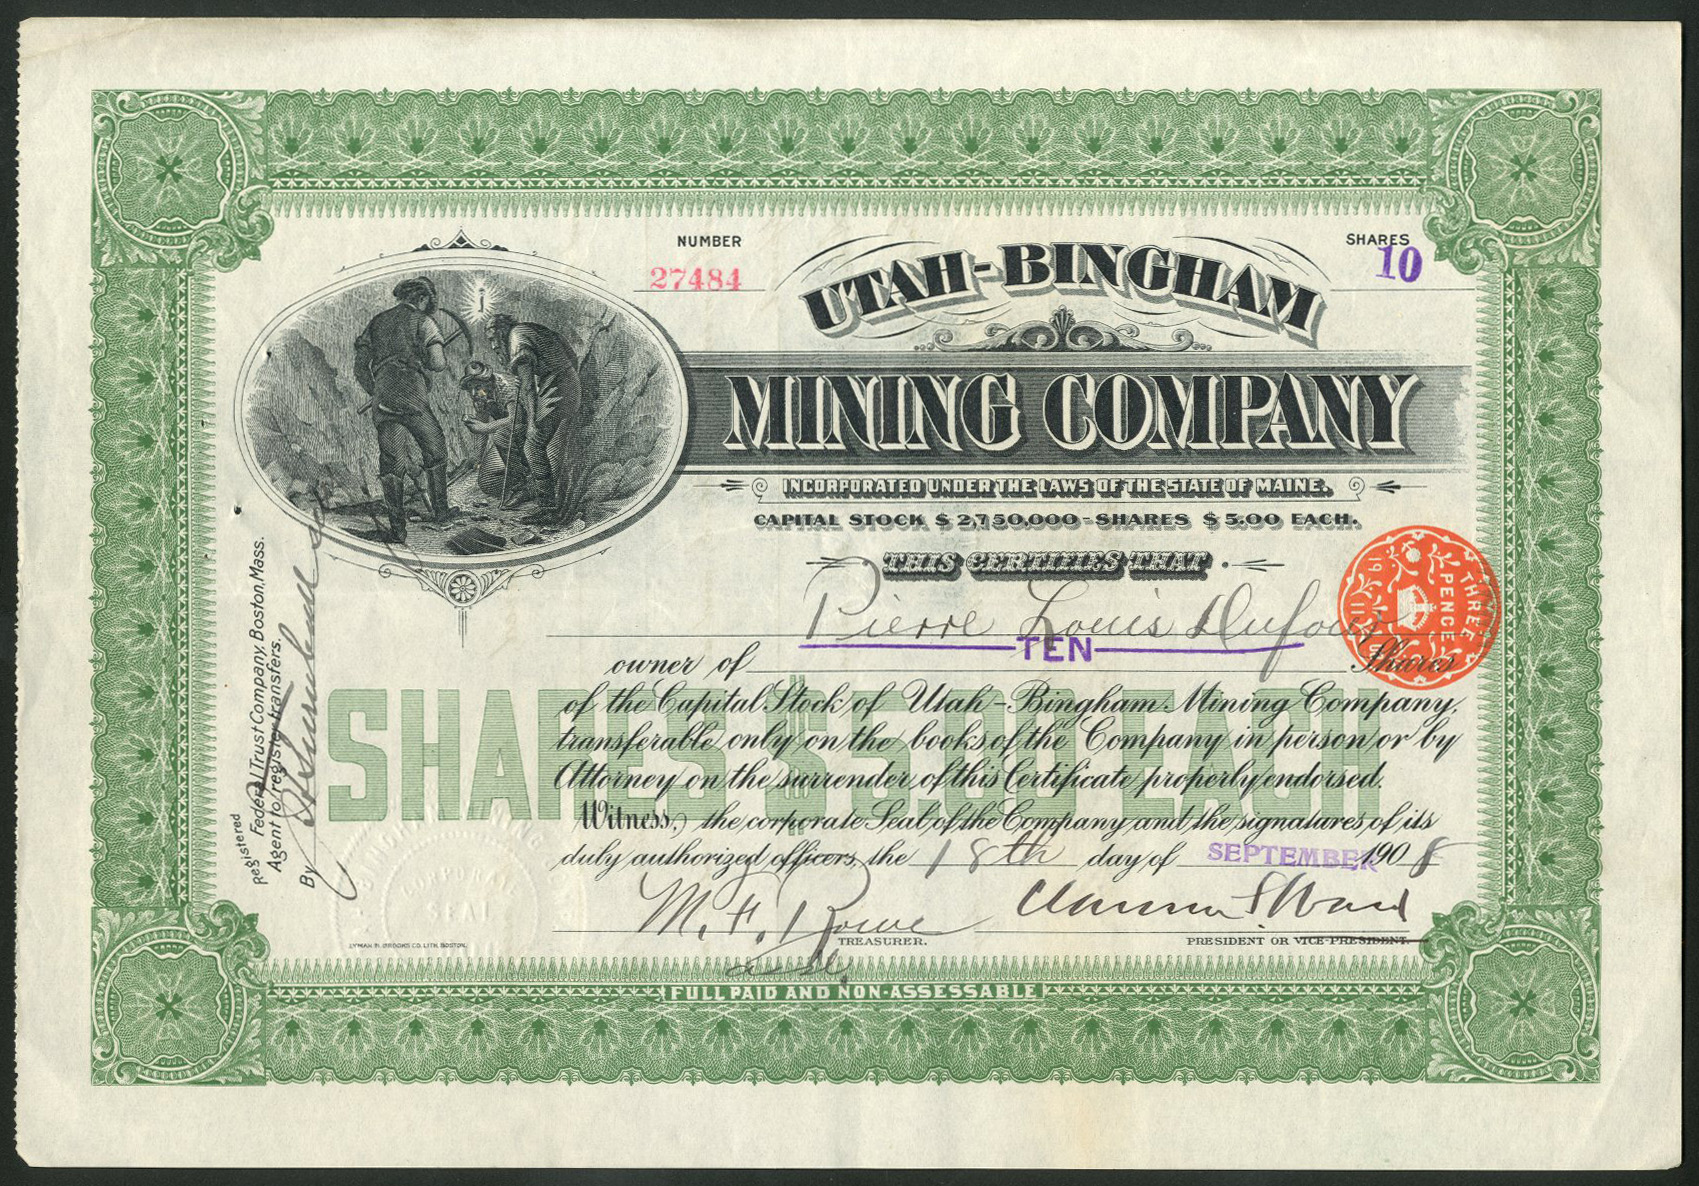 NUMBER
27484
SHARES
10
UTAH-BINGHAM
MINING COMPANY
INCORPORATED UNDER THE LAWS OF THE STATE OF MAINE.
CAPITAL STOCK $2,750,000-SHARES $5.00 EACH.
THIS CERTIFIES THAT
Pierre Louis Dufour
TEN
owner of Shares
of the Capital Stock of Utah-Bingham Mining Company,
transferable only on the books of the Company in person or by
Attorney on the surrender of this Certificate properly endorsed.
SHARES $5.00 EACH
Witness, the corporate Seal of the Company and the signatures of its
duly authorized officers, the 18th day of SEPTEMBER 1908
M. F. Rowe
TREASURER.
asst.
PRESIDENT OR VICE-PRESIDENT.
LYMAN B. BROOKS CO. LITH. BOSTON.
FULL PAID AND NON-ASSESSABLE
Registered
Federal Trust Company, Boston, Mass.
Agent to register transfers.
By
THREE
PENCE
11
19
BINGHAM MINING
CORPORATE
SEAL